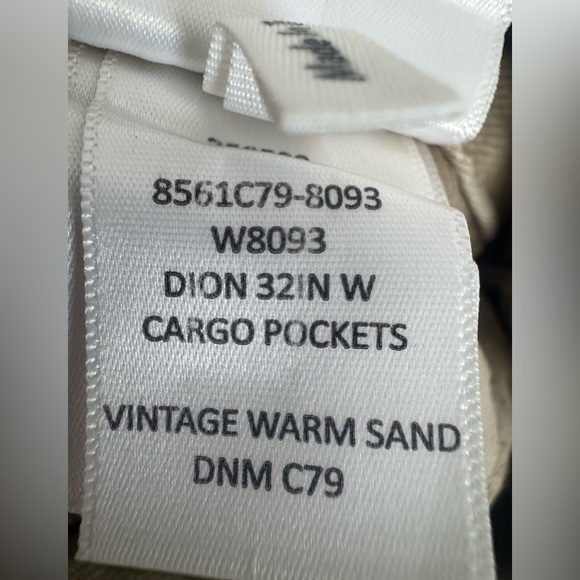 8561C79-8093
W8093
DION 32IN W
CARGO POCKETS
VINTAGE WARM SAND
DNM C79